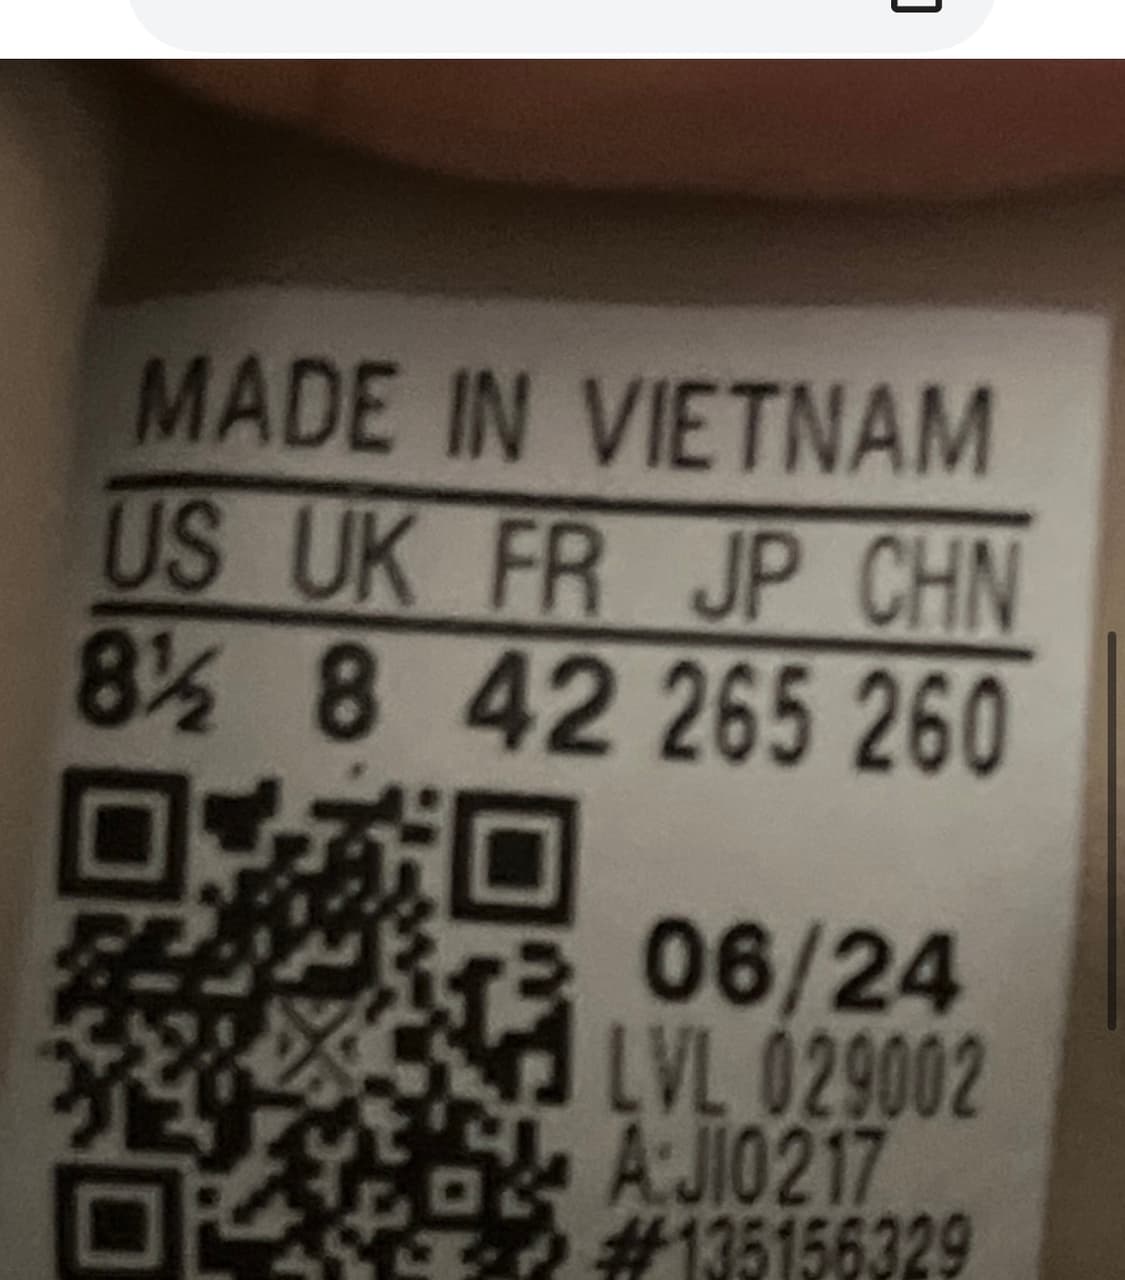 MADE IN VIETNAM
US UK FR JP CHN
8½ 8 42 265 260
06/24
LVL 029002
A:JI0217
#135156329